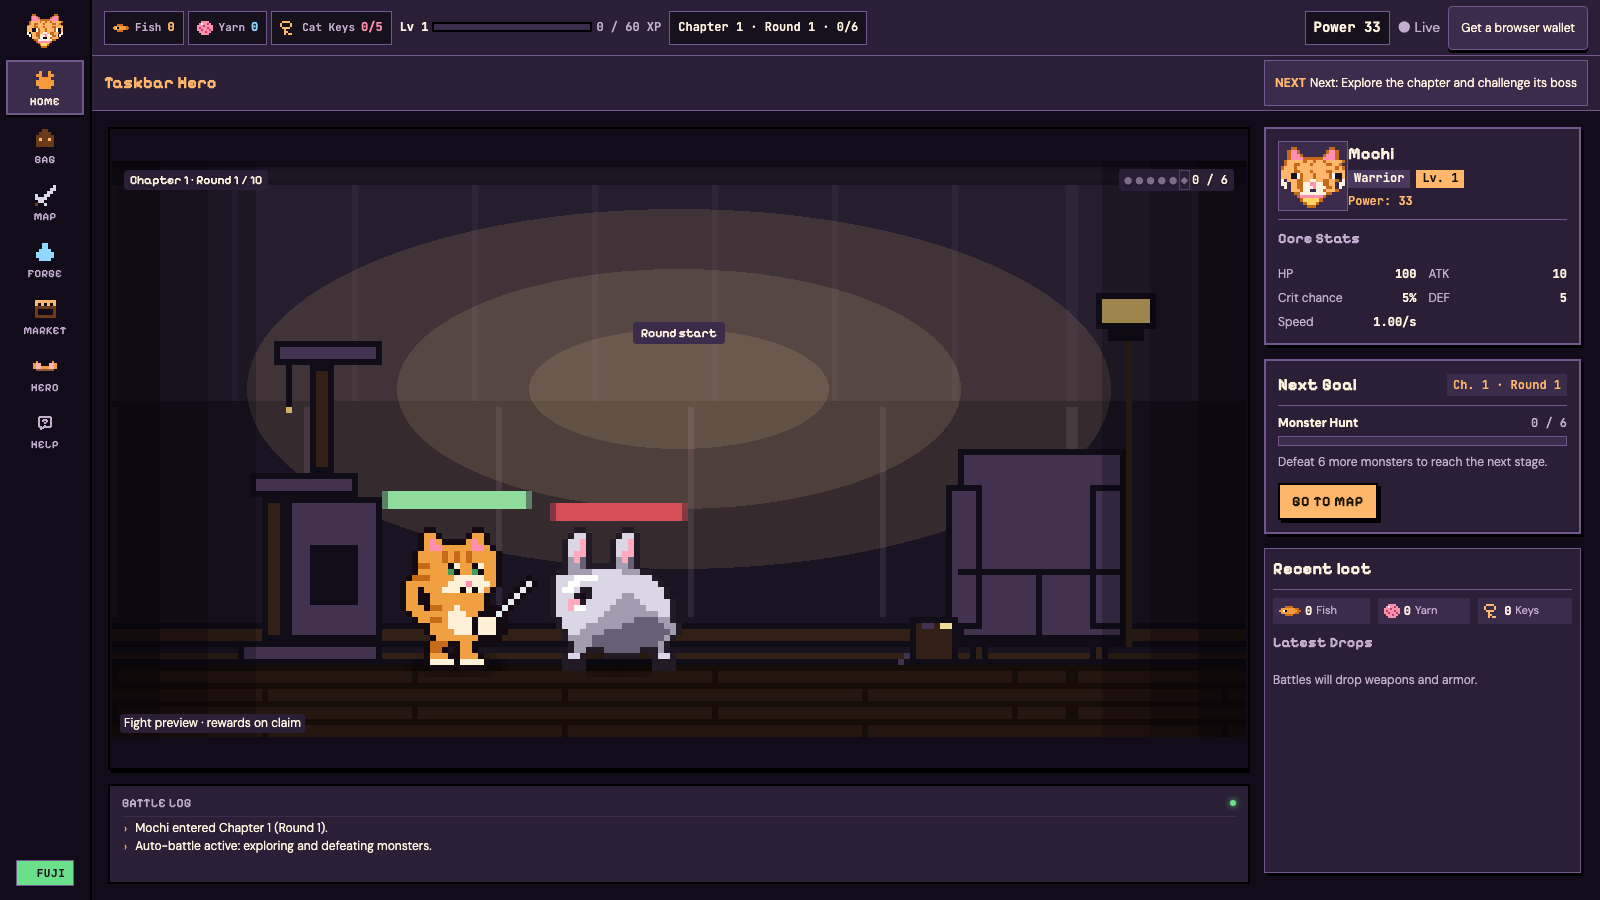 Fish 0
Yarn 0
Cat Keys 0/5
Lv 1
0 / 60 XP
Chapter 1 · Round 1 · 0/6
Power 33
Live
Get a browser wallet
Taskbar Hero
NEXT Next: Explore the chapter and challenge its boss
HOME
BAG
MAP
FORGE
MARKET
HERO
HELP
FUJI
Chapter 1 · Round 1 / 10
0 / 6
Round start
Fight preview · rewards on claim
BATTLE LOG
› Mochi entered Chapter 1 (Round 1).
› Auto-battle active: exploring and defeating monsters.
Mochi
Warrior Lv. 1
Power: 33
Core Stats
HP 100 ATK 10
Crit chance 5% DEF 5
Speed 1.00/s
Next Goal Ch. 1 · Round 1
Monster Hunt 0 / 6
Defeat 6 more monsters to reach the next stage.
GO TO MAP
Recent loot
0 Fish 0 Yarn 0 Keys
Latest Drops
Battles will drop weapons and armor.